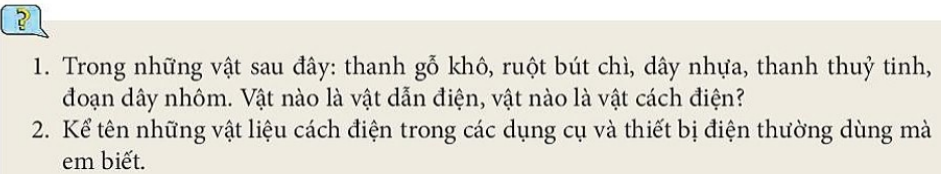 ?
1. Trong những vật sau đây: thanh gỗ khô, ruột bút chì, dây nhựa, thanh thuỷ tinh,
đoạn dây nhôm. Vật nào là vật dẫn điện, vật nào là vật cách điện?
2. Kể tên những vật liệu cách điện trong các dụng cụ và thiết bị điện thường dùng mà
em biết.